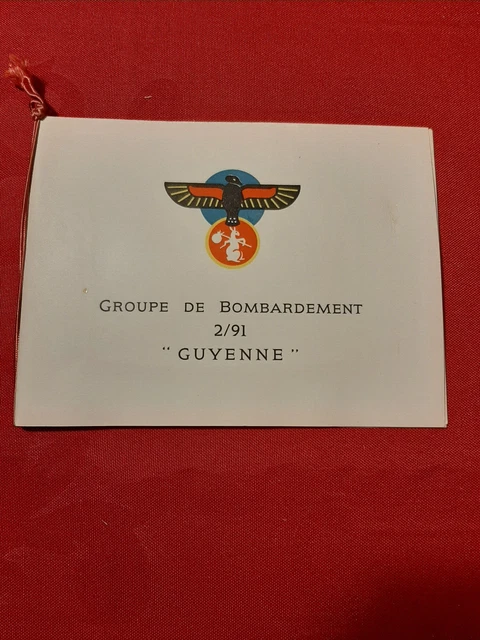 GROUPE DE BOMBARDEMENT
2/91
"GUYENNE"